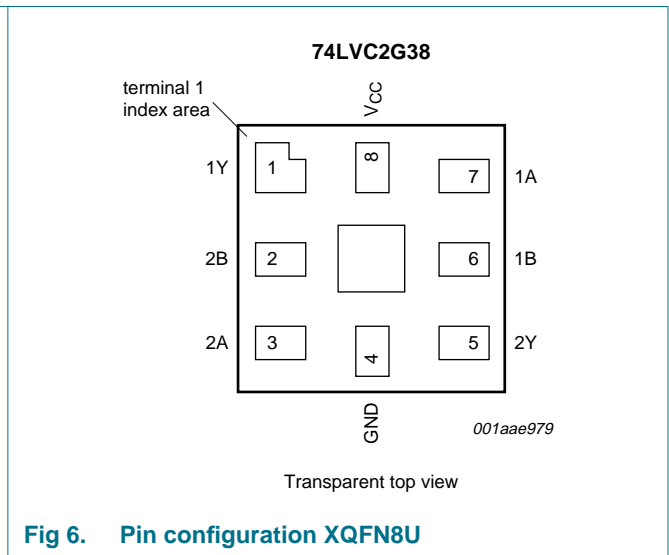 74LVC2G38
terminal 1
index area
VCC
1Y 1 8 7 1A
2B 2 6 1B
2A 3 4 5 2Y
GND
001aae979
Transparent top view
Fig 6. Pin configuration XQFN8U